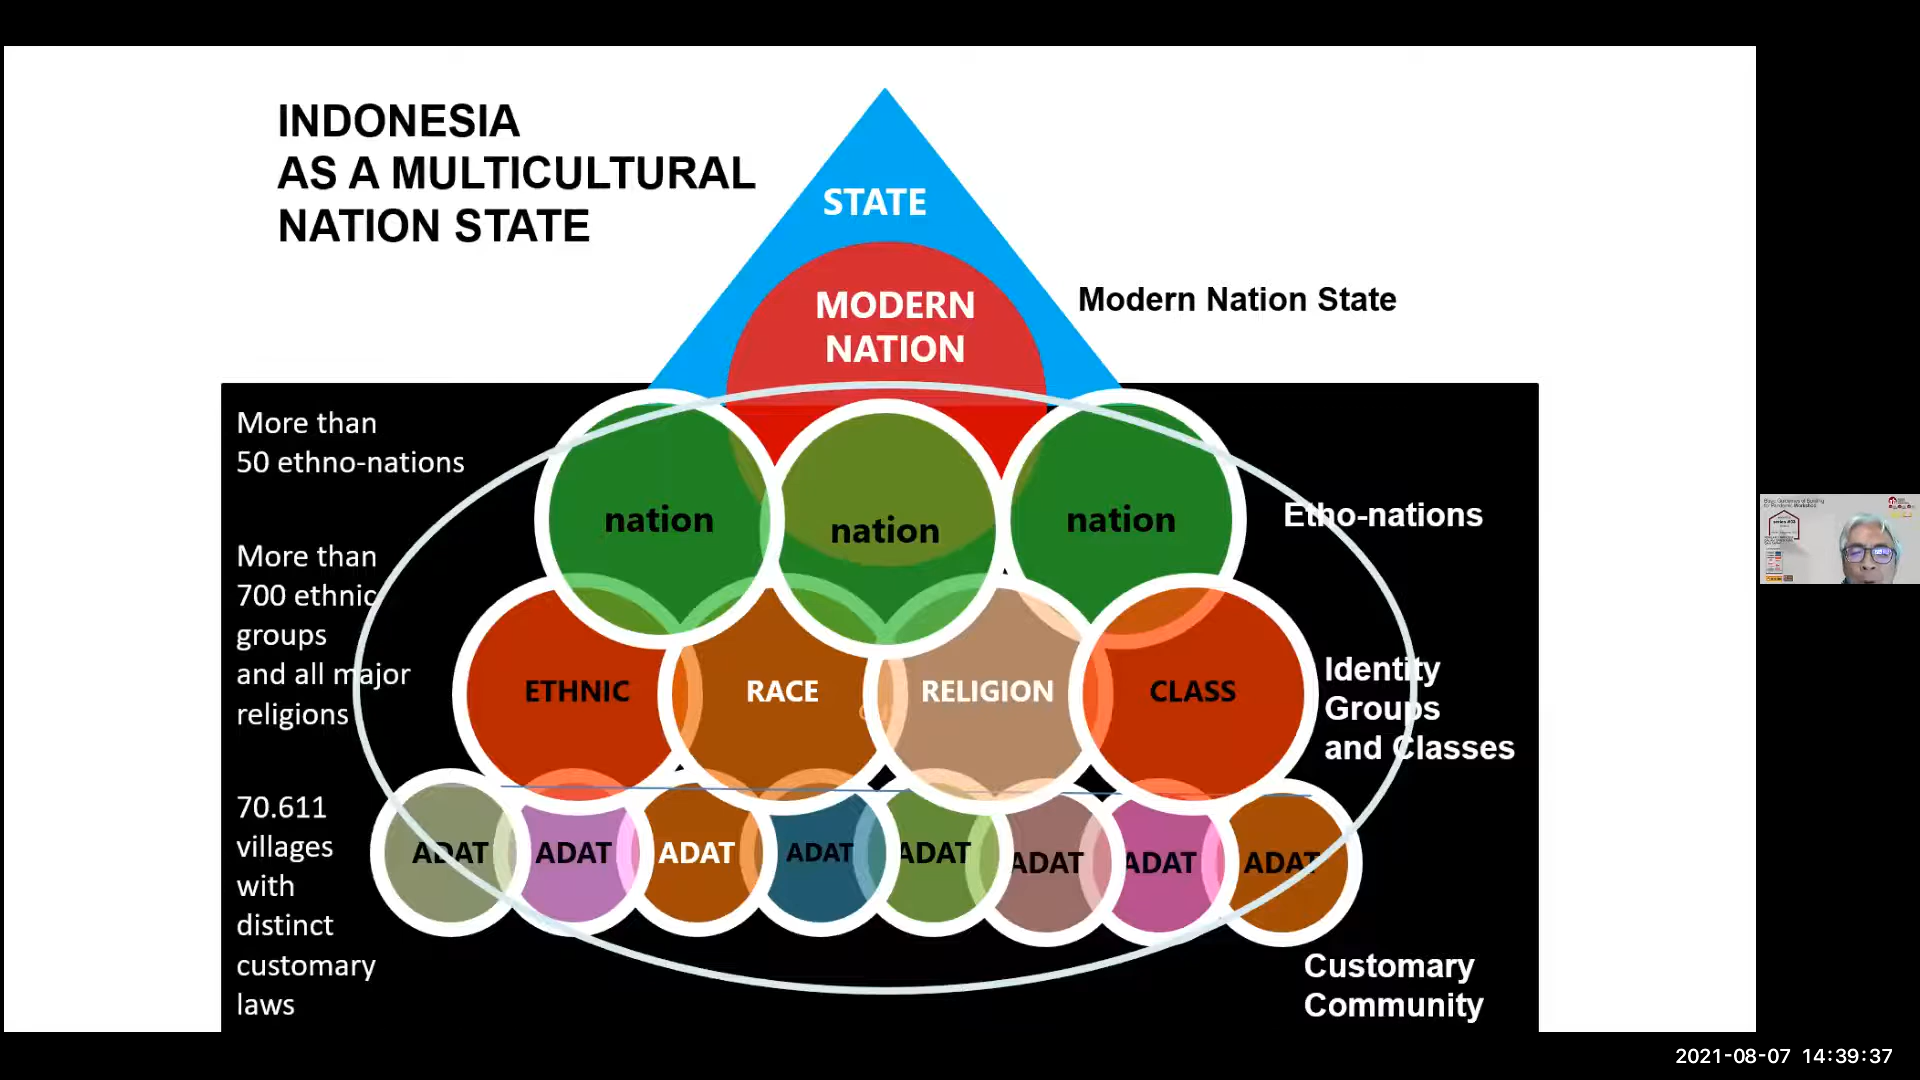 INDONESIA
AS A MULTICULTURAL
NATION STATE
STATE
MODERN
NATION
Modern Nation State
More than
50 ethno-nations
nation
nation
nation
Etho-nations
More than
700 ethnic
groups
and all major
religions
ETHNIC
RACE
RELIGION
CLASS
Identity
Groups
and Classes
70.611
villages
with
distinct
customary
laws
ADAT
ADAT
ADAT
ADAT
ADAT
ADAT
ADAT
ADAT
Customary
Community
2021-08-07 14:39:37